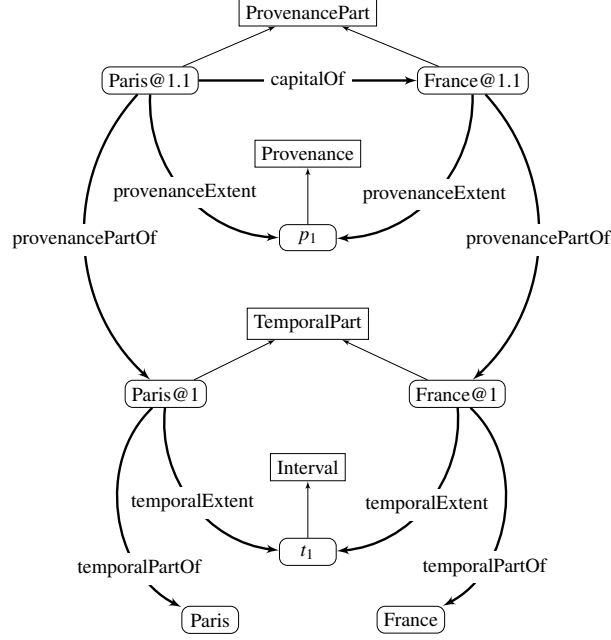 ProvenancePart
Paris@1.1
capitalOf
France@1.1
Provenance
provenanceExtent
provenanceExtent
provenancePartOf
p₁
provenancePartOf
TemporalPart
Paris@1
France@1
Interval
temporalExtent
temporalExtent
t₁
temporalPartOf
temporalPartOf
Paris
France